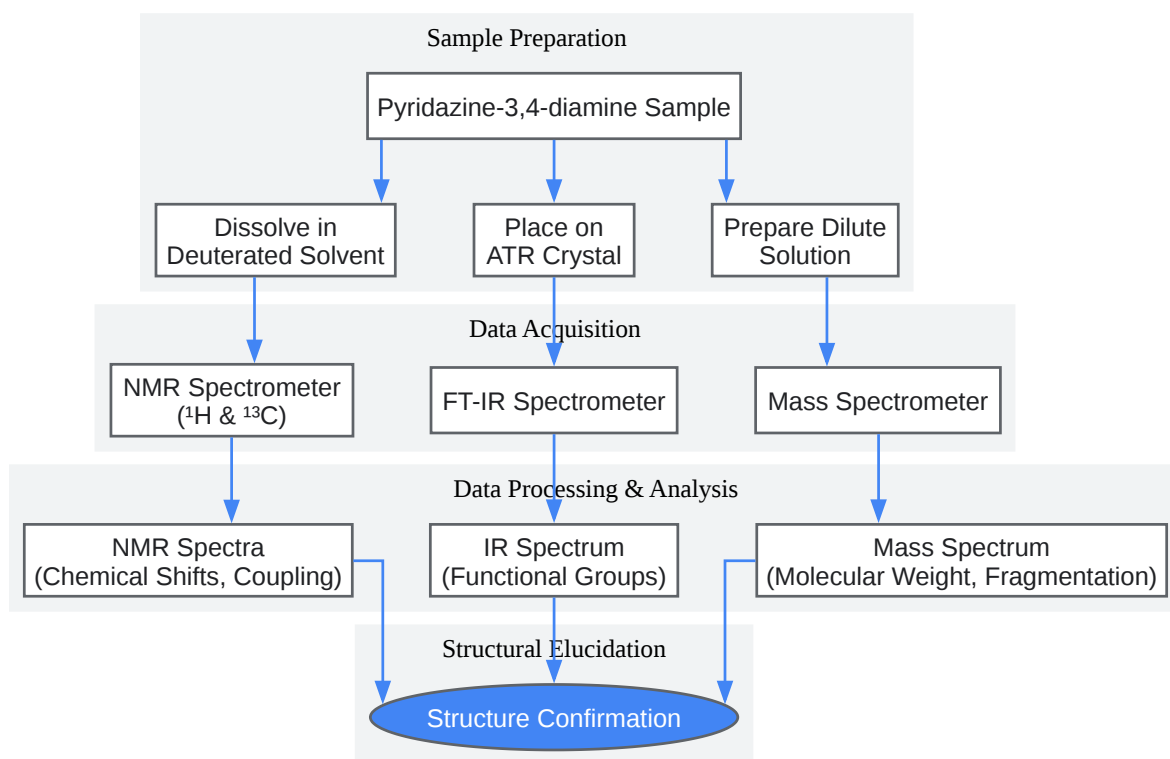 Sample Preparation
Pyridazine-3,4-diamine Sample
Dissolve in
Deuterated Solvent
Place on
ATR Crystal
Prepare Dilute
Solution
Data Acquisition
NMR Spectrometer
(¹H & ¹³C)
FT-IR Spectrometer
Mass Spectrometer
Data Processing & Analysis
NMR Spectra
(Chemical Shifts, Coupling)
IR Spectrum
(Functional Groups)
Mass Spectrum
(Molecular Weight, Fragmentation)
Structural Elucidation
Structure Confirmation